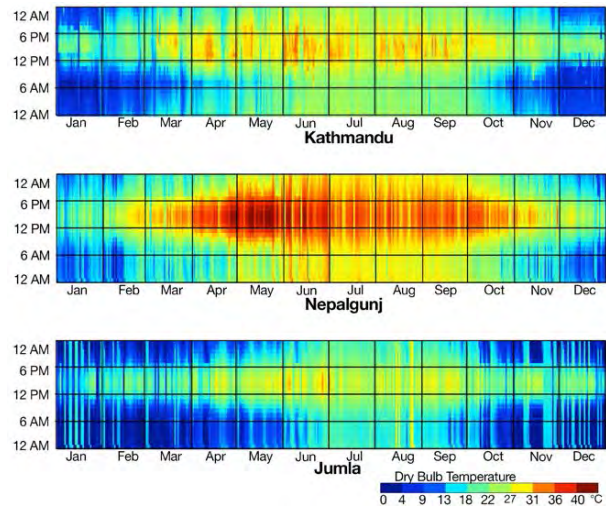 12 AM
6 PM
12 PM
6 AM
12 AM
Jan Feb Mar Apr May Jun Jul Aug Sep Oct Nov Dec
Kathmandu
12 AM
6 PM
12 PM
6 AM
12 AM
Jan Feb Mar Apr May Jun Jul Aug Sep Oct Nov Dec
Nepalgunj
12 AM
6 PM
12 PM
6 AM
12 AM
Jan Feb Mar Apr May Jun Jul Aug Sep Oct Nov Dec
Jumla
Dry Bulb Temperature
0 4 9 13 18 22 27 31 36 40 °C